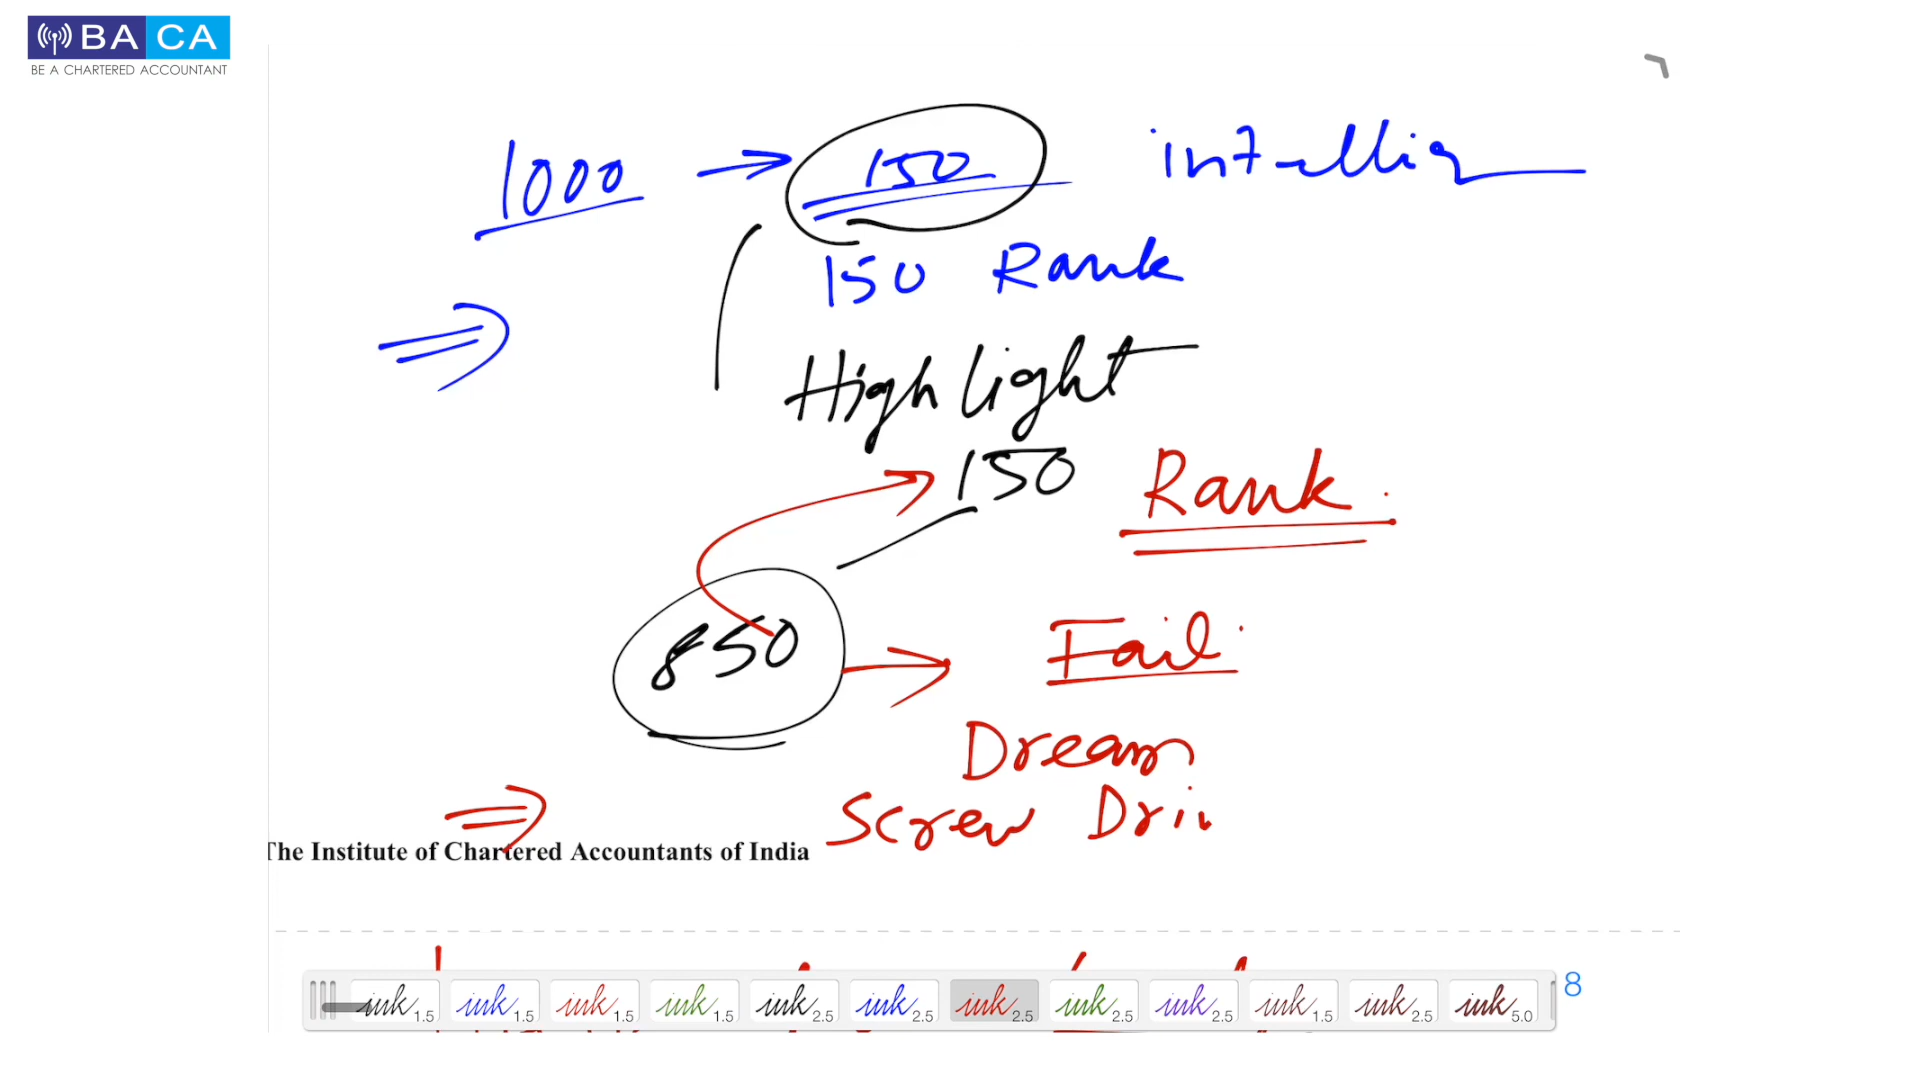 BA CA
BE A CHARTERED ACCOUNTANT
1000 → 150 intellig
150 Rank
⇒
High light
150 Rank
850 → Fail
Dream
⇒ Screw Driv
The Institute of Chartered Accountants of India
ink 1.5 ink 1.5 ink 1.5 ink 1.5 ink 2.5 ink 2.5 ink 2.5 ink 2.5 ink 2.5 ink 1.5 ink 2.5 ink 5.0
8